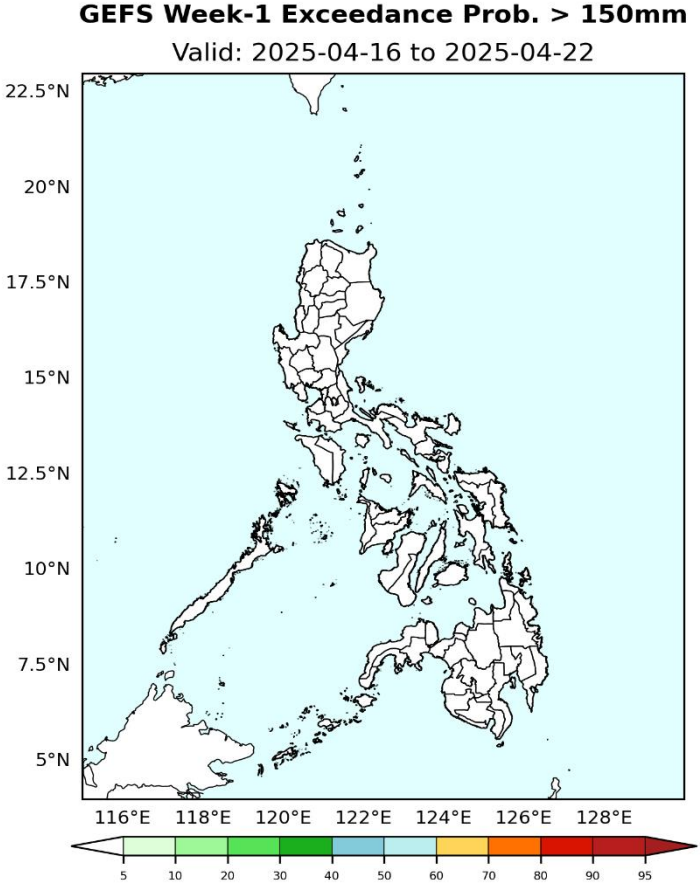 GEFS Week-1 Exceedance Prob. > 150mm
Valid: 2025-04-16 to 2025-04-22
22.5°N
20°N
17.5°N
15°N
12.5°N
10°N
7.5°N
5°N
116°E 118°E 120°E 122°E 124°E 126°E 128°E
5 10 20 30 40 50 60 70 80 90 95